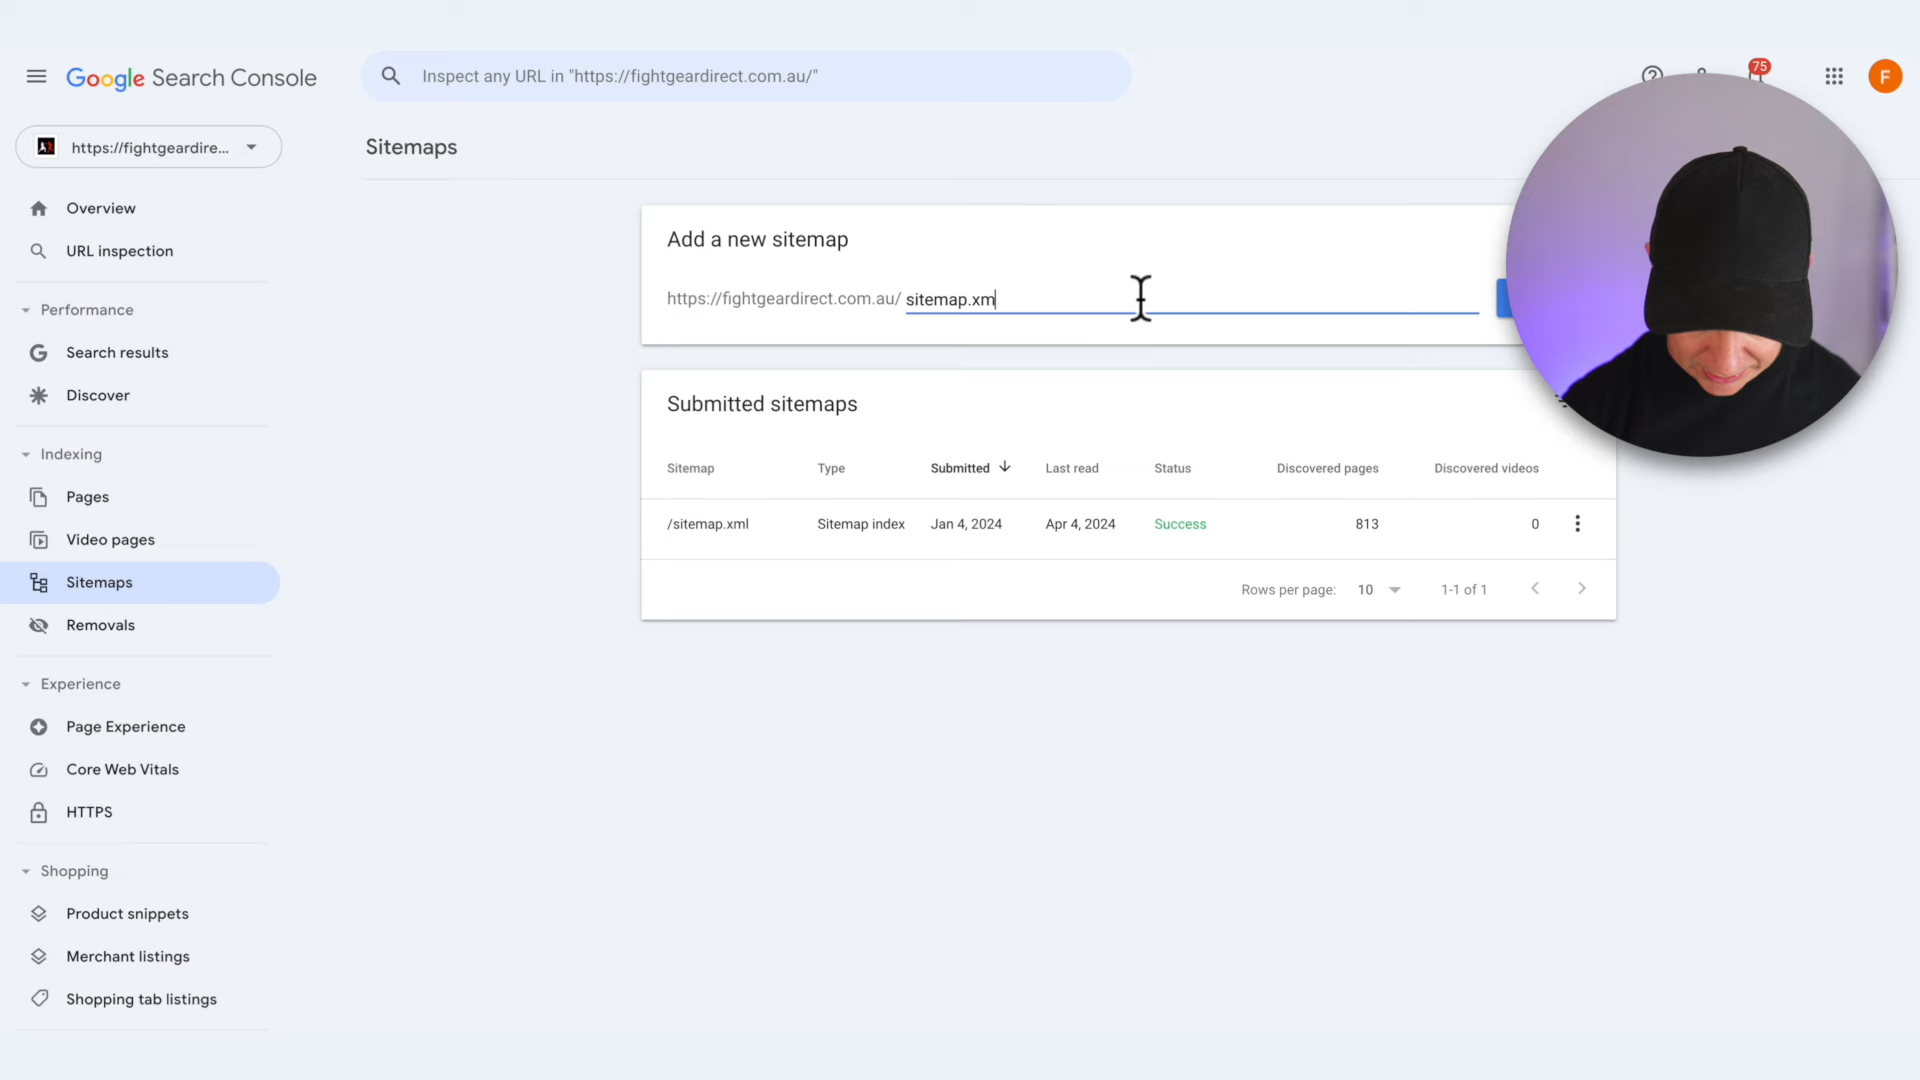 Google Search Console
Inspect any URL in "https://fightgeardirect.com.au/"
75
F
https://fightgeardire...
Sitemaps
Overview
URL inspection
Performance
Search results
Discover
Indexing
Pages
Video pages
Sitemaps
Removals
Experience
Page Experience
Core Web Vitals
HTTPS
Shopping
Product snippets
Merchant listings
Shopping tab listings
Add a new sitemap
https://fightgeardirect.com.au/ sitemap.xm
Submitted sitemaps
Sitemap Type Submitted Last read Status Discovered pages Discovered videos
/sitemap.xml Sitemap index Jan 4, 2024 Apr 4, 2024 Success 813 0
Rows per page: 10 1-1 of 1